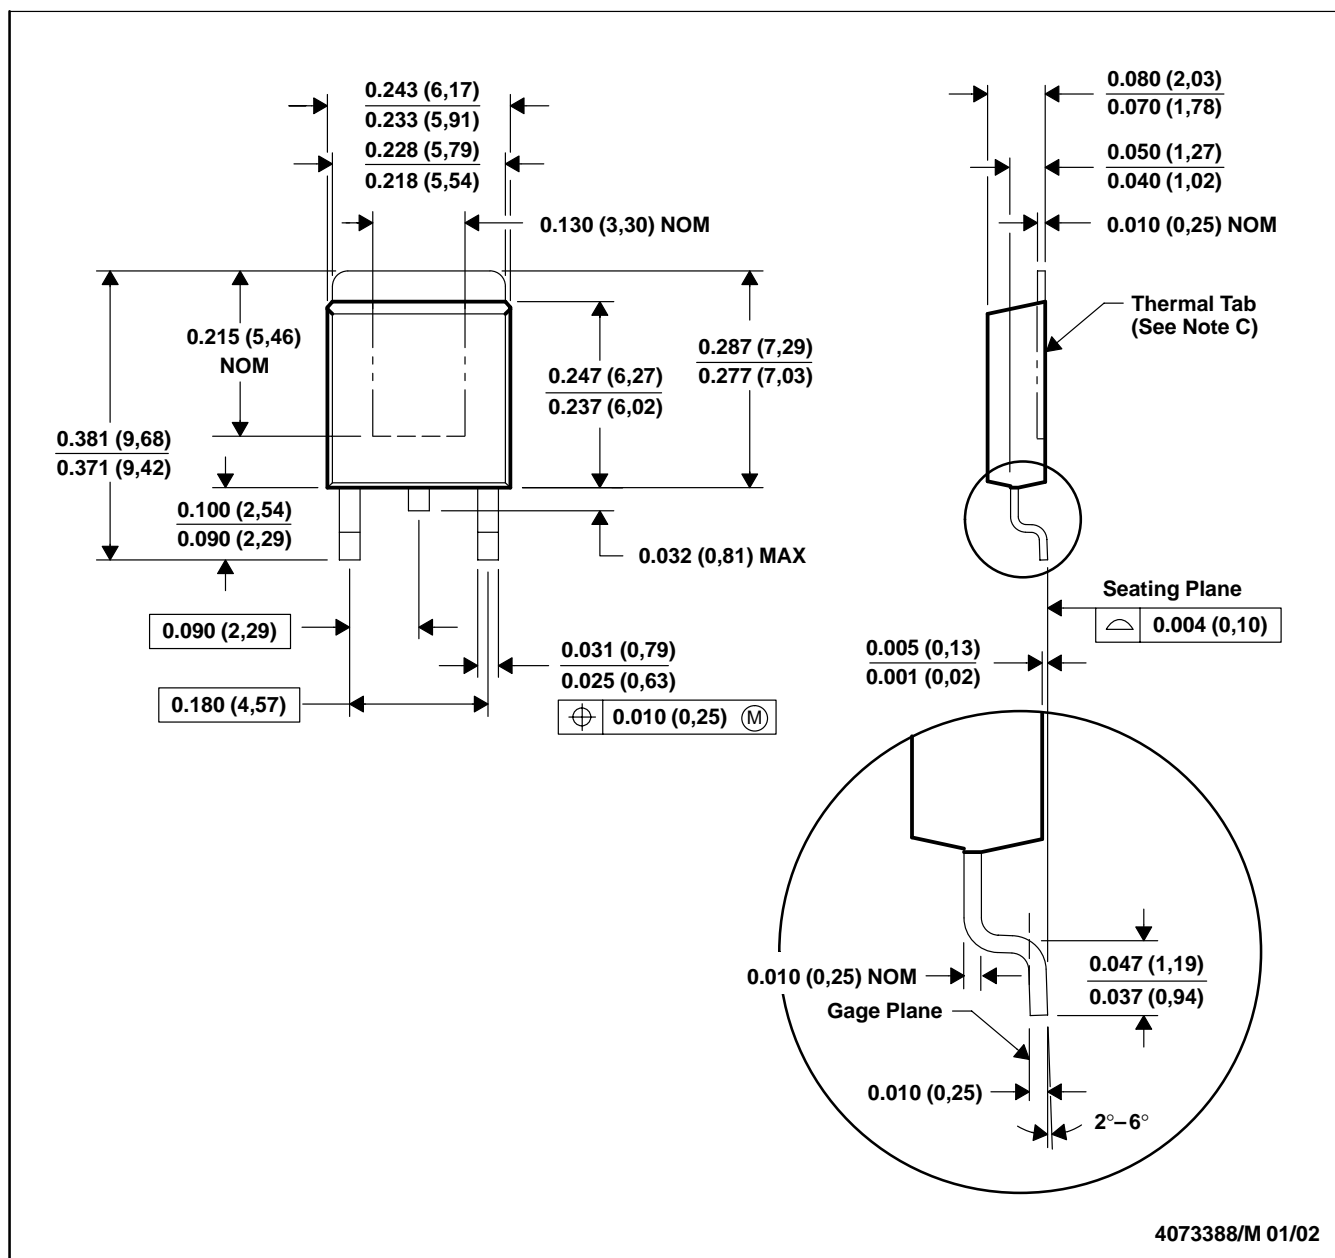 0.243 (6,17)
0.233 (5,91)
0.228 (5,79)
0.218 (5,54)
0.130 (3,30) NOM
0.215 (5,46)
NOM
0.381 (9,68)
0.371 (9,42)
0.247 (6,27)
0.237 (6,02)
0.287 (7,29)
0.277 (7,03)
0.100 (2,54)
0.090 (2,29)
0.032 (0,81) MAX
0.090 (2,29)
0.180 (4,57)
0.031 (0,79)
0.025 (0,63)
0.010 (0,25) Ⓜ
0.080 (2,03)
0.070 (1,78)
0.050 (1,27)
0.040 (1,02)
0.010 (0,25) NOM
Thermal Tab
(See Note C)
Seating Plane
0.004 (0,10)
0.005 (0,13)
0.001 (0,02)
0.010 (0,25) NOM
Gage Plane
0.047 (1,19)
0.037 (0,94)
0.010 (0,25)
2°–6°
4073388/M 01/02